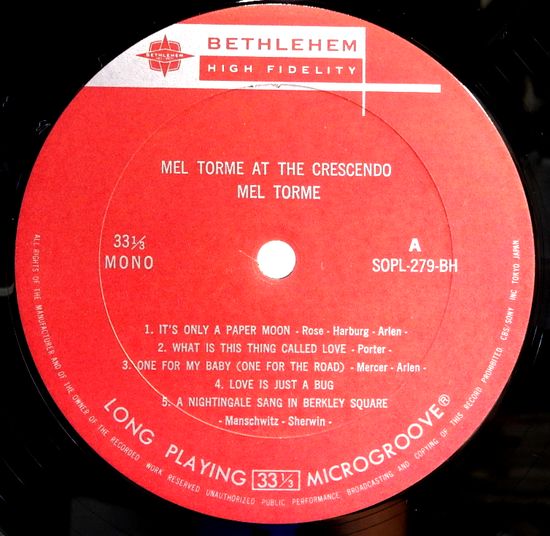 BETHLEHEM
BETHLEHEM
HIGH FIDELITY
MEL TORME AT THE CRESCENDO
MEL TORME
33⅓
MONO
A
SOPL-279-BH
1. IT'S ONLY A PAPER MOON - Rose - Harburg - Arlen -
2. WHAT IS THIS THING CALLED LOVE - Porter -
3. ONE FOR MY BABY (ONE FOR THE ROAD) - Mercer - Arlen -
4. LOVE IS JUST A BUG
5. A NIGHTINGALE SANG IN BERKLEY SQUARE
- Manschwitz - Sherwin -
LONG PLAYING 33⅓ MICROGROOVE®
ALL RIGHTS OF THE MANUFACTURER AND OF THE OWNER OF THE RECORDED WORK RESERVED UNAUTHORIZED PUBLIC PERFORMANCE BROADCASTING AND COPYING OF THIS RECORD PROHIBITED. CBS/SONY INC TOKYO JAPAN